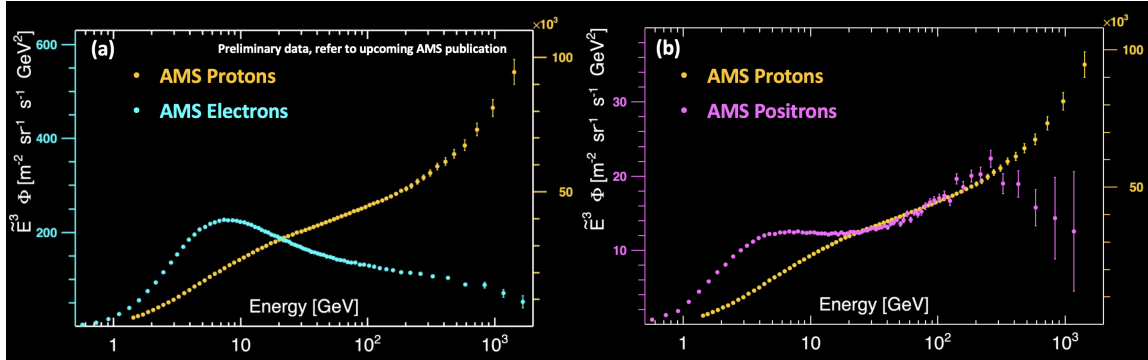 (a)
Preliminary data, refer to upcoming AMS publication
×10³
AMS Protons
AMS Electrons
Ẽ³ Φ [m⁻² sr⁻¹ s⁻¹ GeV²]
600
400
200
100
50
Energy [GeV]
1
10
10²
10³
(b)
×10³
AMS Protons
AMS Positrons
Ẽ³ Φ [m⁻² sr⁻¹ s⁻¹ GeV²]
30
20
10
100
50
Energy [GeV]
1
10
10²
10³